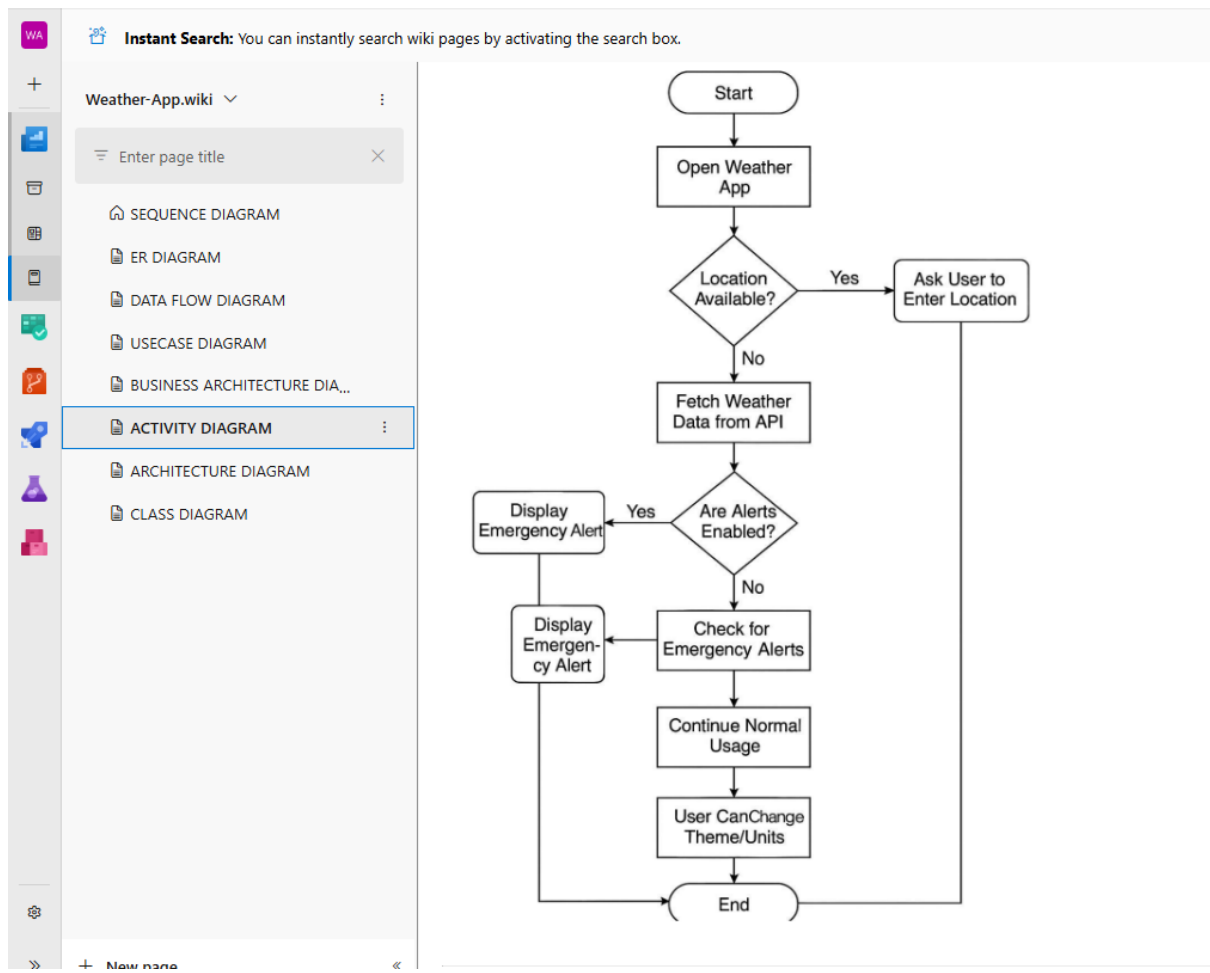 WA
Instant Search: You can instantly search wiki pages by activating the search box.
Weather-App.wiki
Enter page title
SEQUENCE DIAGRAM
ER DIAGRAM
DATA FLOW DIAGRAM
USECASE DIAGRAM
BUSINESS ARCHITECTURE DIA...
ACTIVITY DIAGRAM
ARCHITECTURE DIAGRAM
CLASS DIAGRAM
New page
Start
Open Weather
App
Location
Available?
Yes
Ask User to
Enter Location
No
Fetch Weather
Data from API
Are Alerts
Enabled?
Yes
Display
Emergency Alert
No
Check for
Emergency Alerts
Display
Emergen-
cy Alert
Continue Normal
Usage
User CanChange
Theme/Units
End